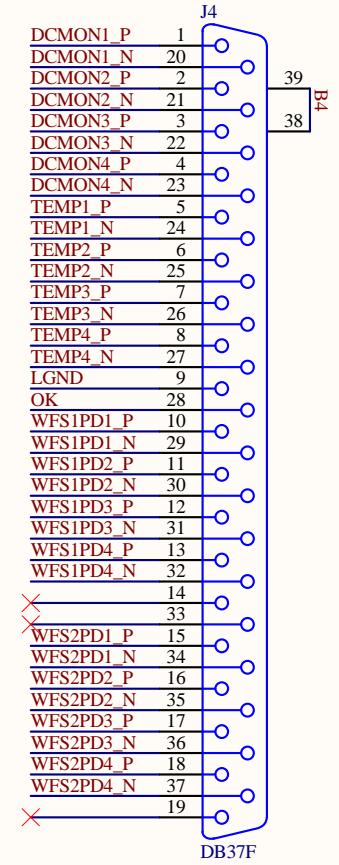 J4
DCMON1_P 1
DCMON1_N 20
DCMON2_P 2
39
DCMON2_N 21
B4
DCMON3_P 3
38
DCMON3_N 22
DCMON4_P 4
DCMON4_N 23
TEMP1_P 5
TEMP1_N 24
TEMP2_P 6
TEMP2_N 25
TEMP3_P 7
TEMP3_N 26
TEMP4_P 8
TEMP4_N 27
LGND 9
OK 28
WFS1PD1_P 10
WFS1PD1_N 29
WFS1PD2_P 11
WFS1PD2_N 30
WFS1PD3_P 12
WFS1PD3_N 31
WFS1PD4_P 13
WFS1PD4_N 32
14
33
WFS2PD1_P 15
WFS2PD1_N 34
WFS2PD2_P 16
WFS2PD2_N 35
WFS2PD3_P 17
WFS2PD3_N 36
WFS2PD4_P 18
WFS2PD4_N 37
19
DB37F